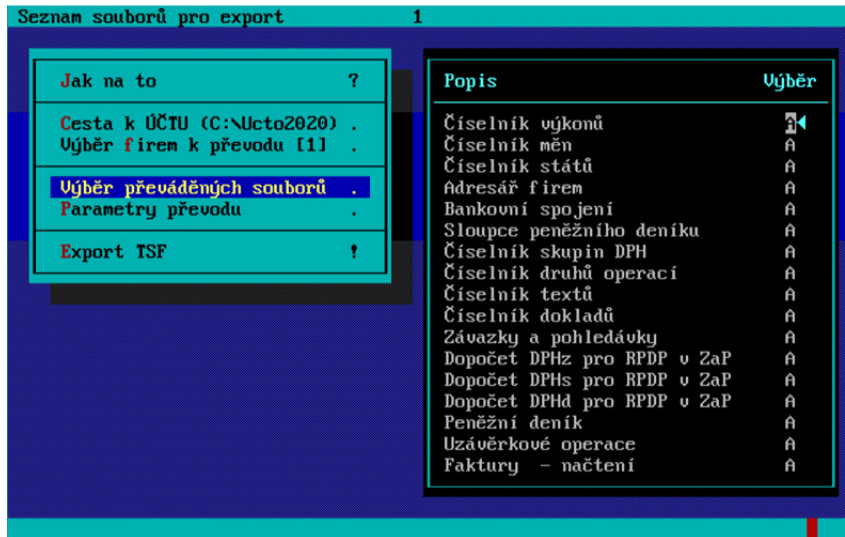 Seznam souborů pro export 1
Jak na to ?
Cesta k ÚČTU (C:\Ucto2020) .
Výběr firem k převodu [1] .
Výběr převáděných souborů .
Parametry převodu .
Export TSF !
Popis Výběr
Číselník výkonů A
Číselník měn A
Číselník států A
Adresář firem A
Bankovní spojení A
Sloupce peněžního deníku A
Číselník skupin DPH A
Číselník druhů operací A
Číselník textů A
Číselník dokladů A
Závazky a pohledávky A
Dopočet DPHz pro RPDP v ZaP A
Dopočet DPHs pro RPDP v ZaP A
Dopočet DPHd pro RPDP v ZaP A
Peněžní deník A
Uzávěrkové operace A
Faktury - načtení A